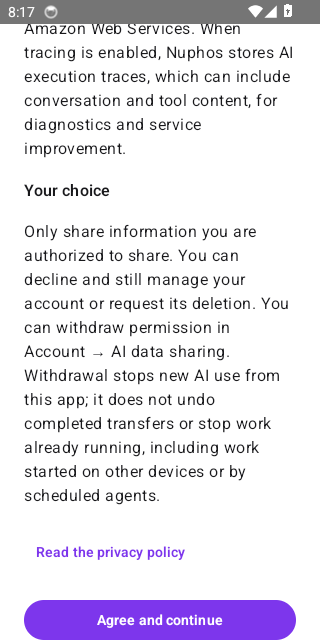 8:17
Amazon Web Services. When
tracing is enabled, Nuphos stores AI
execution traces, which can include
conversation and tool content, for
diagnostics and service
improvement.
Your choice
Only share information you are
authorized to share. You can
decline and still manage your
account or request its deletion. You
can withdraw permission in
Account → AI data sharing.
Withdrawal stops new AI use from
this app; it does not undo
completed transfers or stop work
already running, including work
started on other devices or by
scheduled agents.
Read the privacy policy
Agree and continue